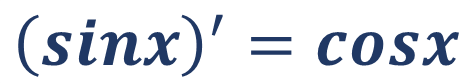 (sinx)′ = cosx